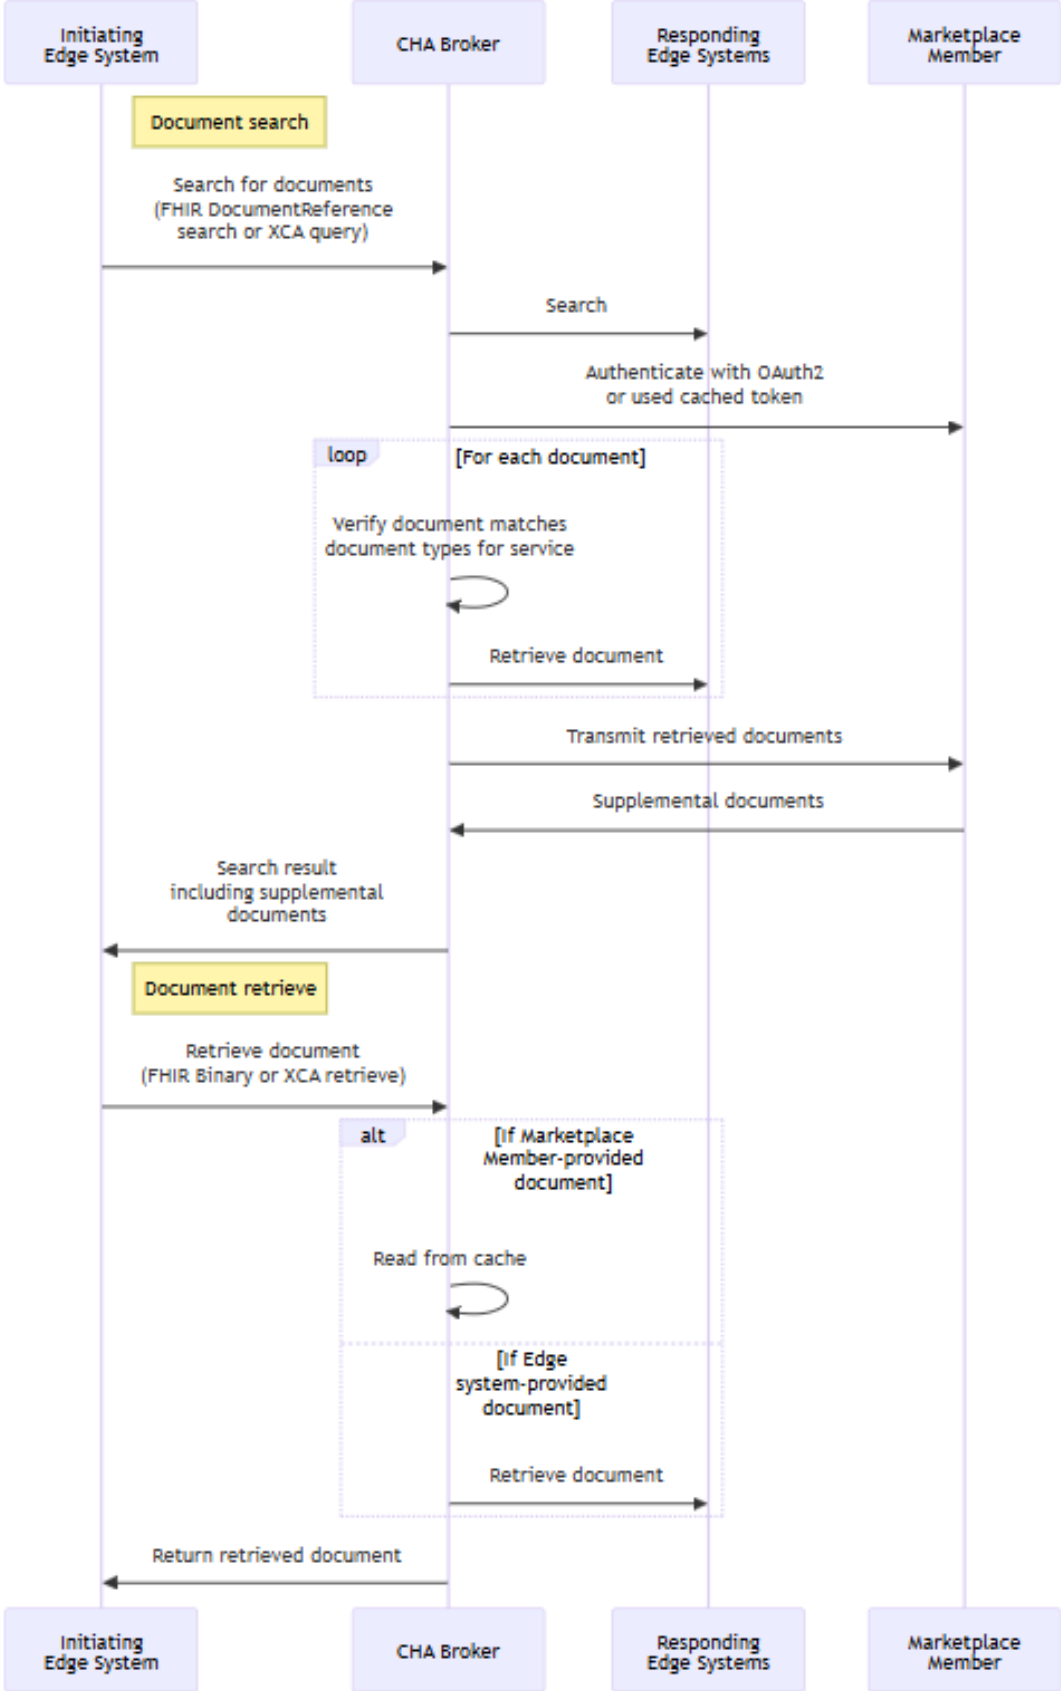 Initiating
Edge System
CHA Broker
Responding
Edge Systems
Marketplace
Member
Document search
Search for documents
(FHIR DocumentReference
search or XCA query)
Search
Authenticate with OAuth2
or used cached token
loop
[For each document]
Verify document matches
document types for service
Retrieve document
Transmit retrieved documents
Supplemental documents
Search result
including supplemental
documents
Document retrieve
Retrieve document
(FHIR Binary or XCA retrieve)
alt
[If Marketplace
Member-provided
document]
Read from cache
[If Edge
system-provided
document]
Retrieve document
Return retrieved document
Initiating
Edge System
CHA Broker
Responding
Edge Systems
Marketplace
Member